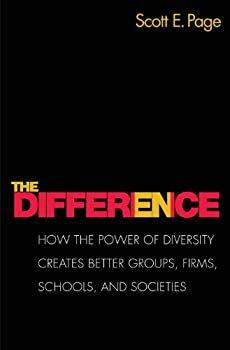 Scott E. Page
THE
DIFFERENCE
HOW THE POWER OF DIVERSITY
CREATES BETTER GROUPS, FIRMS,
SCHOOLS, AND SOCIETIES